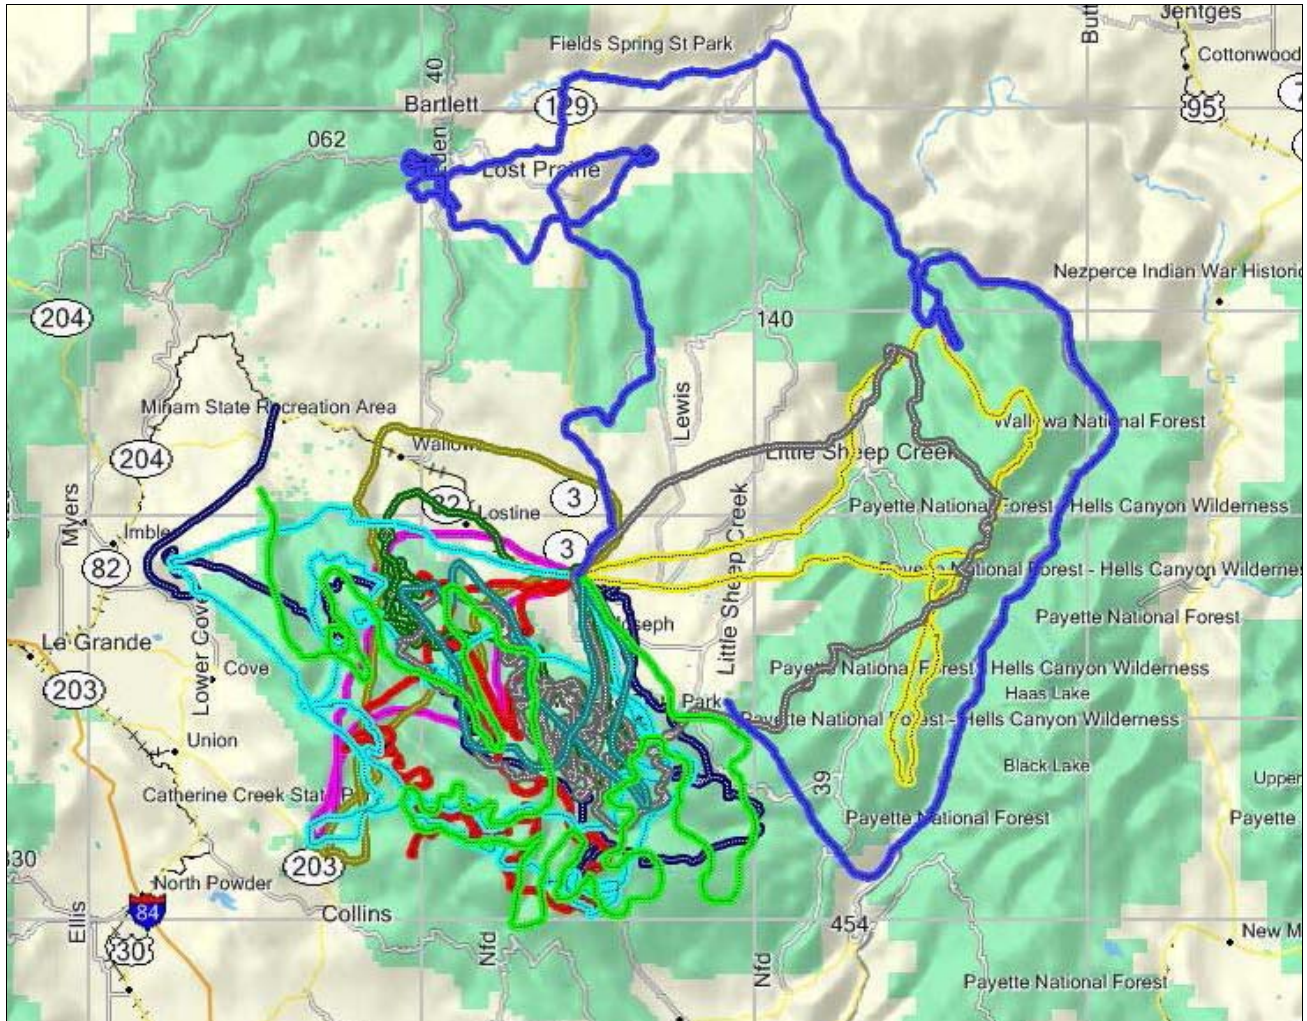 Jentges
Fields Spring St Park
Cottonwood
40
Bartlett
129
95
062
Lost Prairie
Nezperce Indian War Historic
204
140
Lewis
Minam State Recreation Area
Wallowa National Forest
204
Little Sheep Creek
3
Lostine
Payette National Forest - Hells Canyon Wilderness
Myers
Imbler
3
82
Payette National Forest - Hells Canyon Wilderness
Little Sheep Creek
Joseph
Payette National Forest
La Grande
Lower Cove
Cove
Payette National Forest - Hells Canyon Wilderness
203
Haas Lake
Park
Payette National Forest - Hells Canyon Wilderness
Union
Black Lake
39
Upper
Catherine Creek State Park
Payette National Forest
Payette
203
North Powder
84
Collins
Ellis
454
30
New M
Nfd
Nfd
Payette National Forest